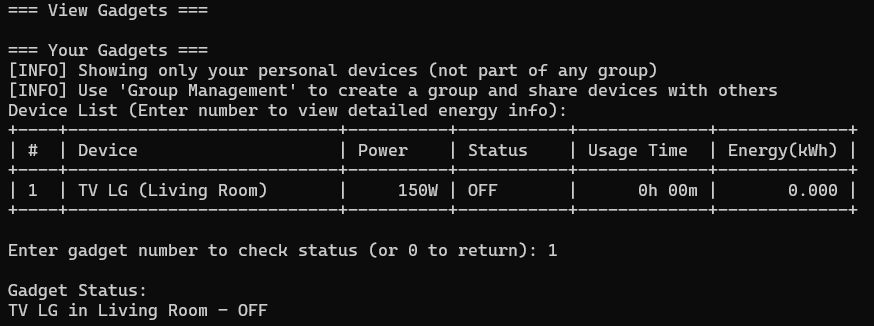 === View Gadgets ===
=== Your Gadgets ===
[INFO] Showing only your personal devices (not part of any group)
[INFO] Use 'Group Management' to create a group and share devices with others
Device List (Enter number to view detailed energy info):
+----+---------------------------+----------+-----------+-------------+-------------+
| #  | Device                    | Power    | Status    | Usage Time  | Energy(kWh) |
+----+---------------------------+----------+-----------+-------------+-------------+
| 1  | TV LG (Living Room)       |     150W | OFF       |      0h 00m |       0.000 |
+----+---------------------------+----------+-----------+-------------+-------------+
Enter gadget number to check status (or 0 to return): 1
Gadget Status:
TV LG in Living Room - OFF